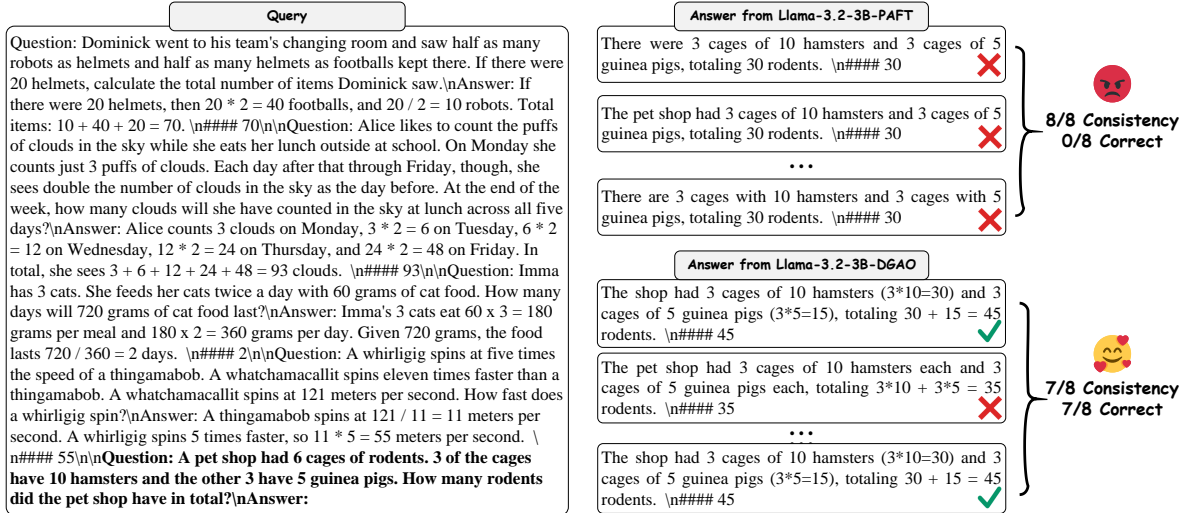 Query
Question: Dominick went to his team's changing room and saw half as many
robots as helmets and half as many helmets as footballs kept there. If there were
20 helmets, calculate the total number of items Dominick saw.\nAnswer: If
there were 20 helmets, then 20 * 2 = 40 footballs, and 20 / 2 = 10 robots. Total
items: 10 + 40 + 20 = 70. \n#### 70\n\nQuestion: Alice likes to count the puffs
of clouds in the sky while she eats her lunch outside at school. On Monday she
counts just 3 puffs of clouds. Each day after that through Friday, though, she
sees double the number of clouds in the sky as the day before. At the end of the
week, how many clouds will she have counted in the sky at lunch across all five
days?\nAnswer: Alice counts 3 clouds on Monday, 3 * 2 = 6 on Tuesday, 6 * 2
= 12 on Wednesday, 12 * 2 = 24 on Thursday, and 24 * 2 = 48 on Friday. In
total, she sees 3 + 6 + 12 + 24 + 48 = 93 clouds. \n#### 93\n\nQuestion: Imma
has 3 cats. She feeds her cats twice a day with 60 grams of cat food. How many
days will 720 grams of cat food last?\nAnswer: Imma's 3 cats eat 60 x 3 = 180
grams per meal and 180 x 2 = 360 grams per day. Given 720 grams, the food
lasts 720 / 360 = 2 days. \n#### 2\n\nQuestion: A whirligig spins at five times
the speed of a thingamabob. A whatchamacallit spins eleven times faster than a
thingamabob. A whatchamacallit spins at 121 meters per second. How fast does
a whirligig spin?\nAnswer: A thingamabob spins at 121 / 11 = 11 meters per
second. A whirligig spins 5 times faster, so 11 * 5 = 55 meters per second. \
n#### 55\n\nQuestion: A pet shop had 6 cages of rodents. 3 of the cages
have 10 hamsters and the other 3 have 5 guinea pigs. How many rodents
did the pet shop have in total?\nAnswer:
Answer from Llama-3.2-3B-PAFT
There were 3 cages of 10 hamsters and 3 cages of 5
guinea pigs, totaling 30 rodents. \n#### 30
The pet shop had 3 cages of 10 hamsters and 3 cages of 5
guinea pigs, totaling 30 rodents. \n#### 30
...
There are 3 cages with 10 hamsters and 3 cages with 5
guinea pigs, totaling 30 rodents. \n#### 30
8/8 Consistency
0/8 Correct
Answer from Llama-3.2-3B-DGAO
The shop had 3 cages of 10 hamsters (3*10=30) and 3
cages of 5 guinea pigs (3*5=15), totaling 30 + 15 = 45
rodents. \n#### 45
The pet shop had 3 cages of 10 hamsters each and 3
cages of 5 guinea pigs each, totaling 3*10 + 3*5 = 35
rodents. \n#### 35
...
The shop had 3 cages of 10 hamsters (3*10=30) and 3
cages of 5 guinea pigs (3*5=15), totaling 30 + 15 = 45
rodents. \n#### 45
7/8 Consistency
7/8 Correct